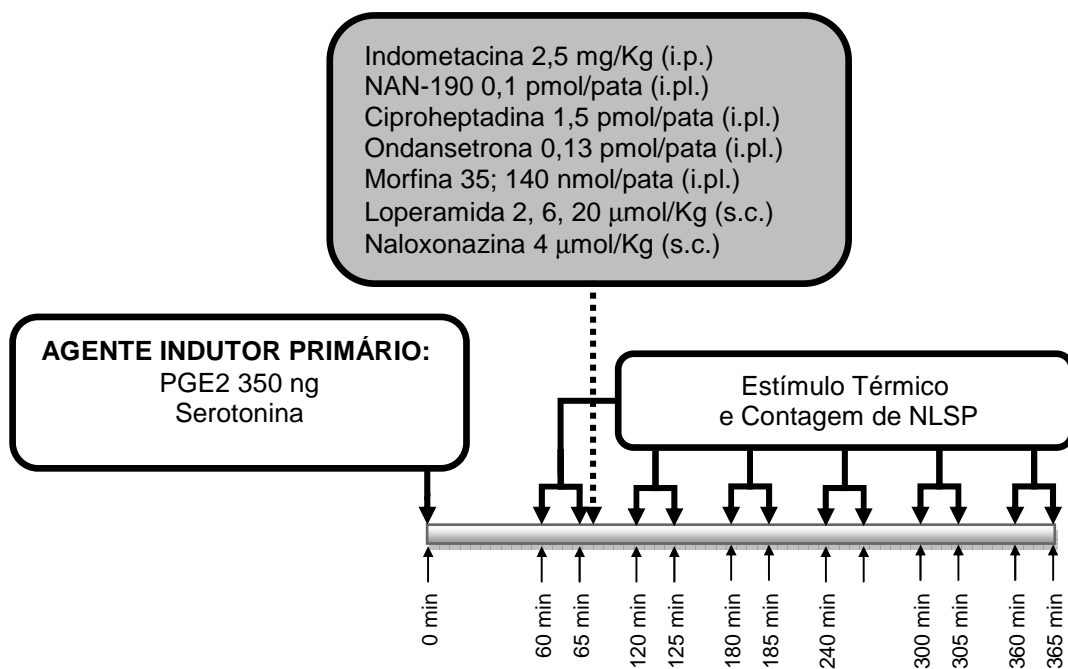 Indometacina 2,5 mg/Kg (i.p.)
NAN-190 0,1 pmol/pata (i.pl.)
Ciproheptadina 1,5 pmol/pata (i.pl.)
Ondansetrona 0,13 pmol/pata (i.pl.)
Morfina 35; 140 nmol/pata (i.pl.)
Loperamida 2, 6, 20 μmol/Kg (s.c.)
Naloxonazina 4 μmol/Kg (s.c.)
AGENTE INDUTOR PRIMÁRIO:
PGE2 350 ng
Serotonina
Estímulo Térmico
e Contagem de NLSP
0 min
60 min
65 min
120 min
125 min
180 min
185 min
240 min
300 min
305 min
360 min
365 min